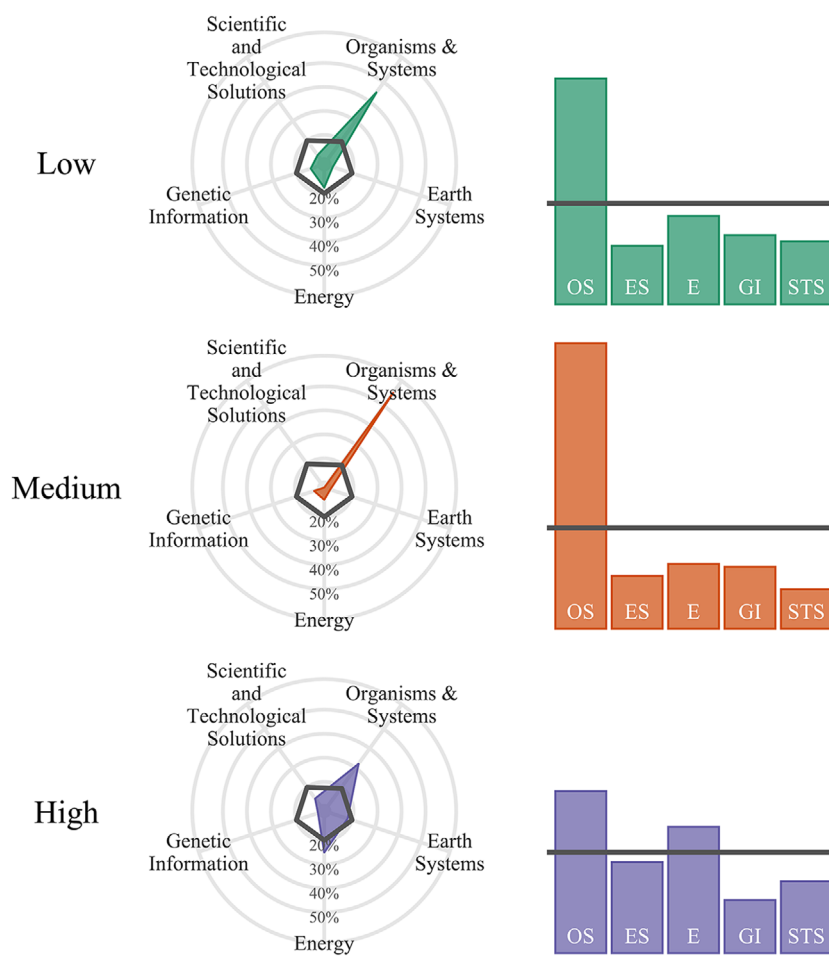 Scientific
and
Technological
Solutions
Organisms &
Systems
Low
Genetic
Information
Earth
Systems
20%
30%
40%
50%
Energy
OS ES E GI STS
Scientific
and
Technological
Solutions
Organisms &
Systems
Medium
Genetic
Information
Earth
Systems
20%
30%
40%
50%
Energy
OS ES E GI STS
Scientific
and
Technological
Solutions
Organisms &
Systems
High
Genetic
Information
Earth
Systems
20%
30%
40%
50%
Energy
OS ES E GI STS